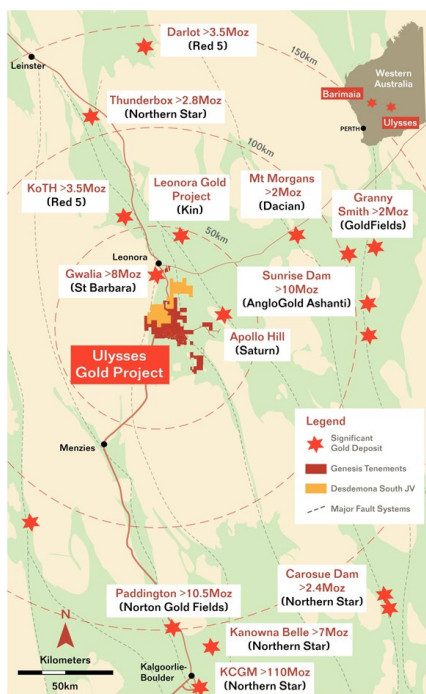 Darlot >3.5Moz
(Red 5)
150km
Leinster
Western
Australia
Barimaia
Ulysses
PERTH
Thunderbox >2.8Moz
(Northern Star)
100km
KoTH >3.5Moz
(Red 5)
Leonora Gold
Project
(Kin)
Mt Morgans
>2Moz
(Dacian)
Granny
Smith >2Moz
(GoldFields)
50km
Leonora
Gwalia >8Moz
(St Barbara)
Sunrise Dam
>10Moz
(AngloGold Ashanti)
Apollo Hill
(Saturn)
Ulysses
Gold Project
Menzies
Legend
Significant
Gold Deposit
Genesis Tenements
Desdemona South JV
Major Fault Systems
Paddington >10.5Moz
(Norton Gold Fields)
Carosue Dam
>2.4Moz
(Northern Star)
Kanowna Belle >7Moz
(Northern Star)
N
Kilometers
50km
Kalgoorlie-
Boulder
KCGM >110Moz
(Northern Star)